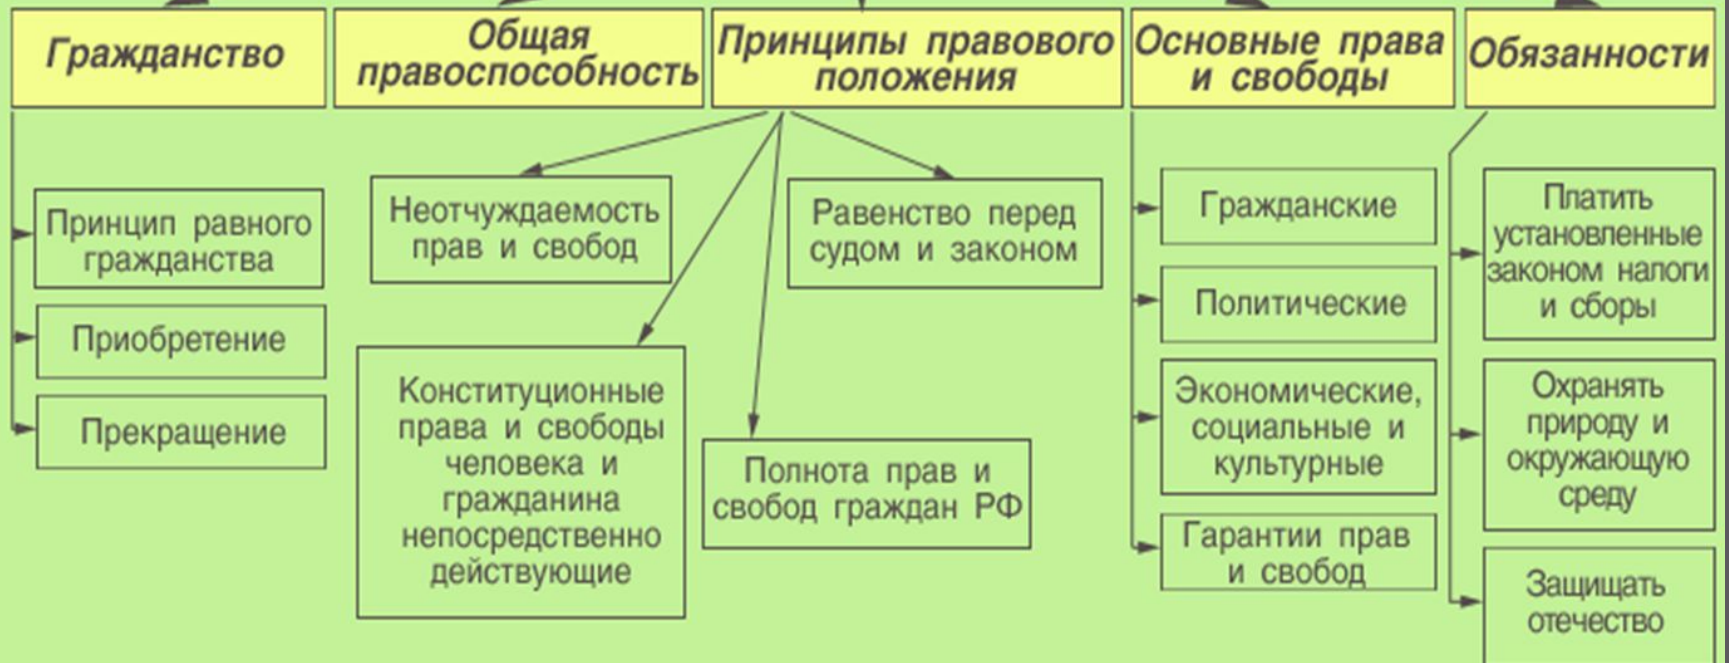 Гражданство
Общая
правоспособность
Принципы правового
положения
Основные права
и свободы
Обязанности
Принцип равного
гражданства
Приобретение
Прекращение
Неотчуждаемость
прав и свобод
Конституционные
права и свободы
человека и
гражданина
непосредственно
действующие
Равенство перед
судом и законом
Полнота прав и
свобод граждан РФ
Гражданские
Политические
Экономические,
социальные и
культурные
Гарантии прав
и свобод
Платить
установленные
законом налоги
и сборы
Охранять
природу и
окружающую
среду
Защищать
отечество